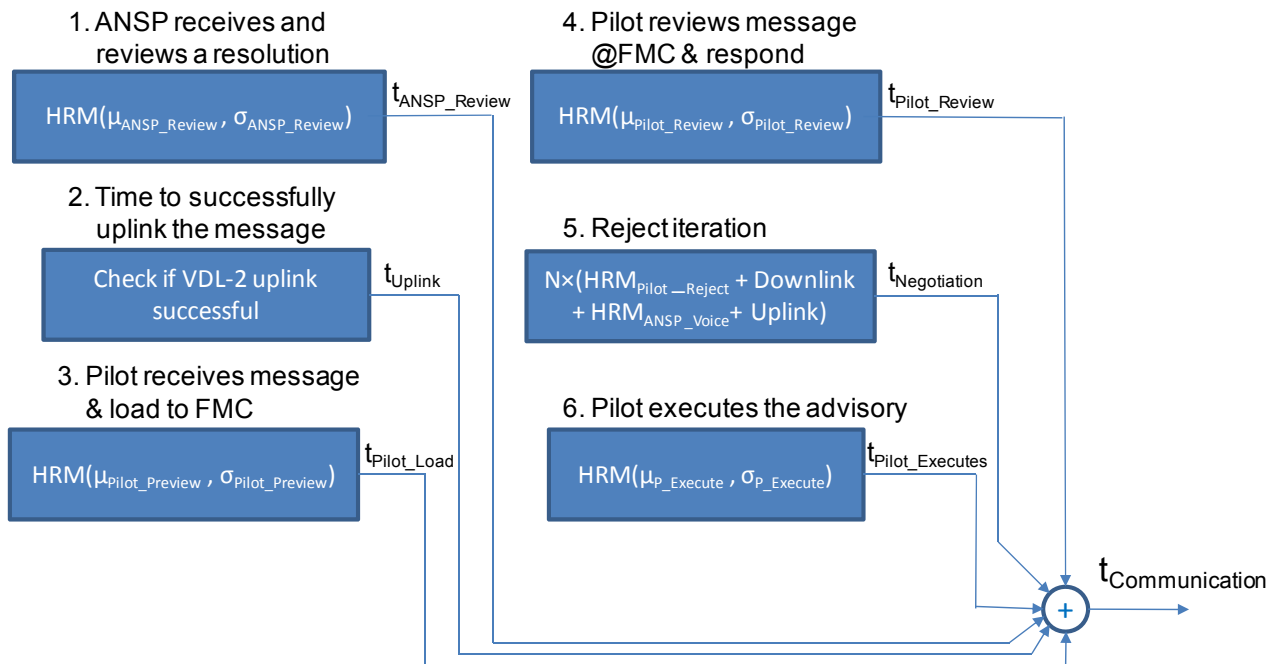 1. ANSP receives and
reviews a resolution
HRM(μANSP_Review , σANSP_Review)
tANSP_Review
2. Time to successfully
uplink the message
Check if VDL-2 uplink
successful
tUplink
3. Pilot receives message
& load to FMC
HRM(μPilot_Preview , σPilot_Preview)
tPilot_Load
4. Pilot reviews message
@FMC & respond
HRM(μPilot_Review , σPilot_Review)
tPilot_Review
5. Reject iteration
N×(HRMPilot_Reject + Downlink
+ HRMANSP_Voice+ Uplink)
tNegotiation
6. Pilot executes the advisory
HRM(μP_Execute , σP_Execute)
tPilot_Executes
+
tCommunication